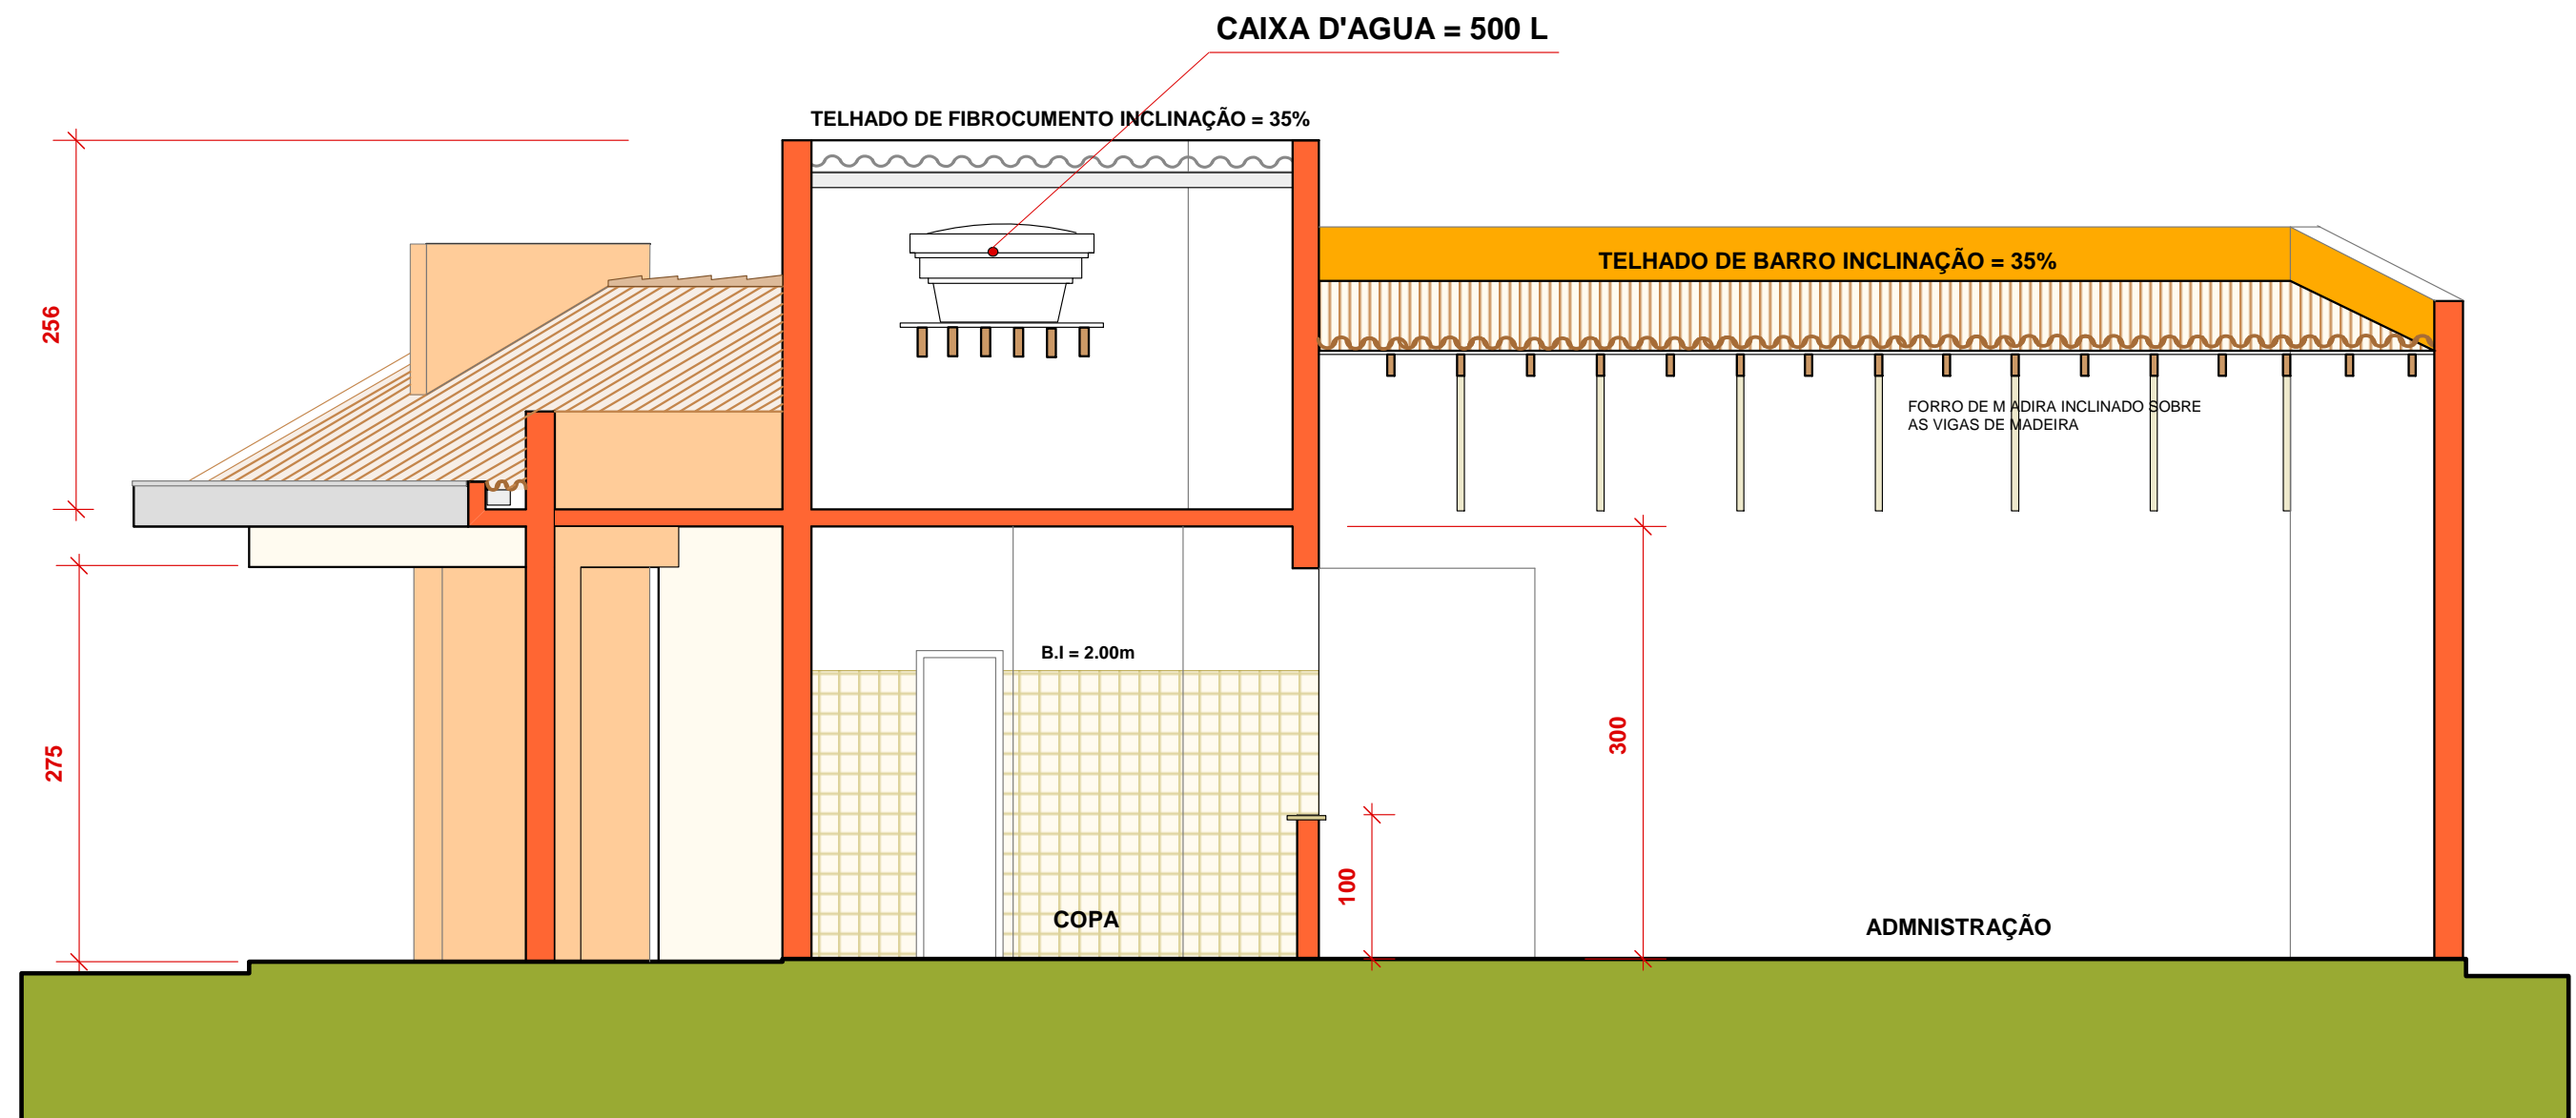 CAIXA D'AGUA = 500 L
TELHADO DE FIBROCUMENTO INCLINAÇÃO = 35%
TELHADO DE BARRO INCLINAÇÃO = 35%
256
FORRO DE M ADIRA INCLINADO SOBRE
AS VIGAS DE MADEIRA
B.I = 2.00m
275
300
100
COPA
ADMNISTRAÇÃO